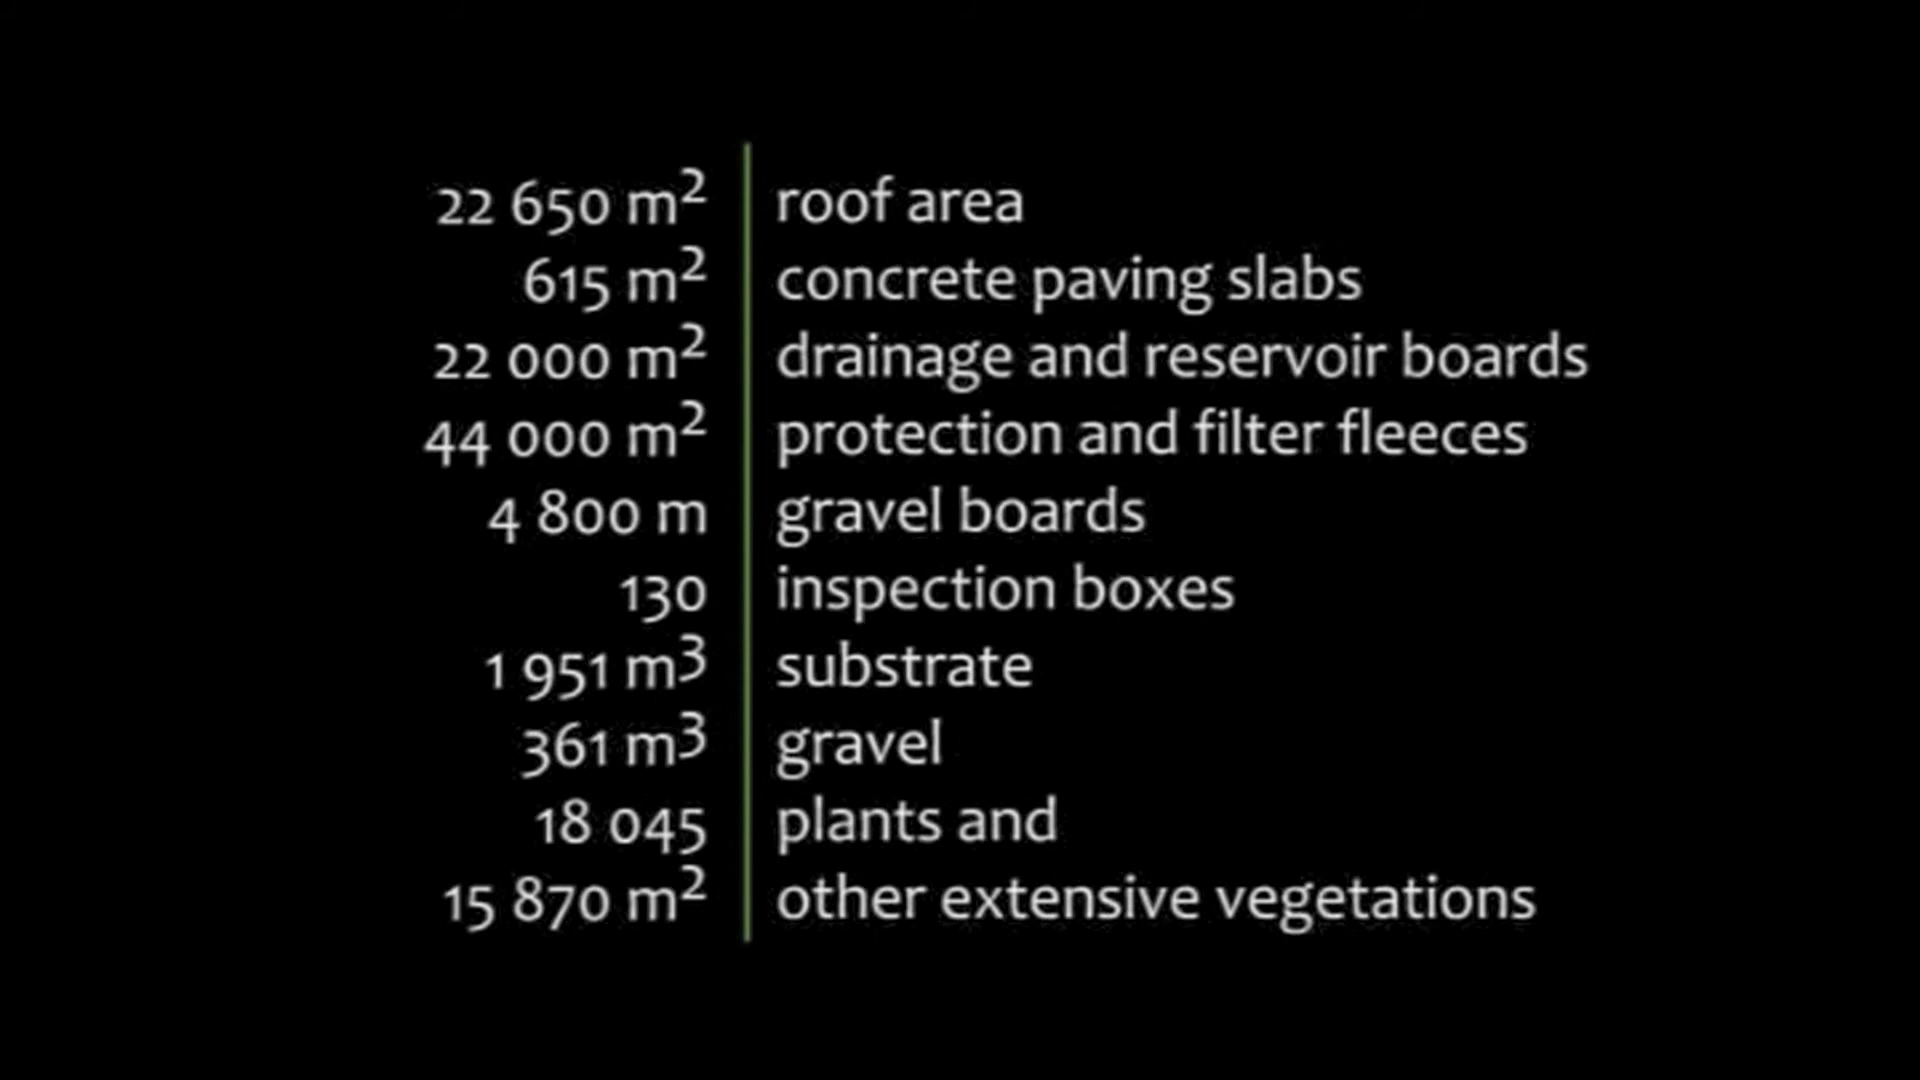 22 650 m² roof area
615 m² concrete paving slabs
22 000 m² drainage and reservoir boards
44 000 m² protection and filter fleeces
4 800 m gravel boards
130 inspection boxes
1 951 m³ substrate
361 m³ gravel
18 045 plants and
15 870 m² other extensive vegetations